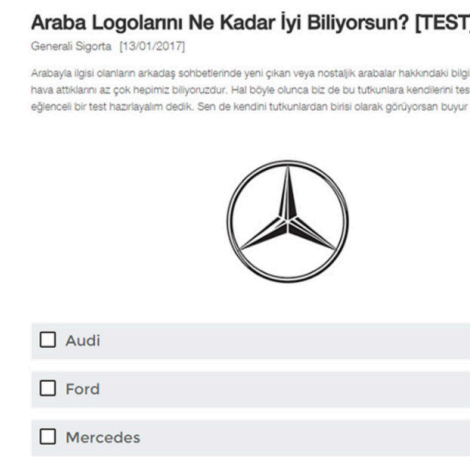 Araba Logolarını Ne Kadar İyi Biliyorsun? [TEST]
Generali Sigorta [13/01/2017]
Arabayla ilgisi olanların arkadaş sohbetlerinde yeni çıkan veya nostaljik arabalar hakkındaki bilgi
hava attıklarını az çok hepimiz biliyoruzdur. Hal böyle olunca biz de bu tutkunlara kendilerini tes
eğlenceli bir test hazırlayalım dedik. Sen de kendini tutkunlardan birisi olarak görüyorsan buyur
Audi
Ford
Mercedes